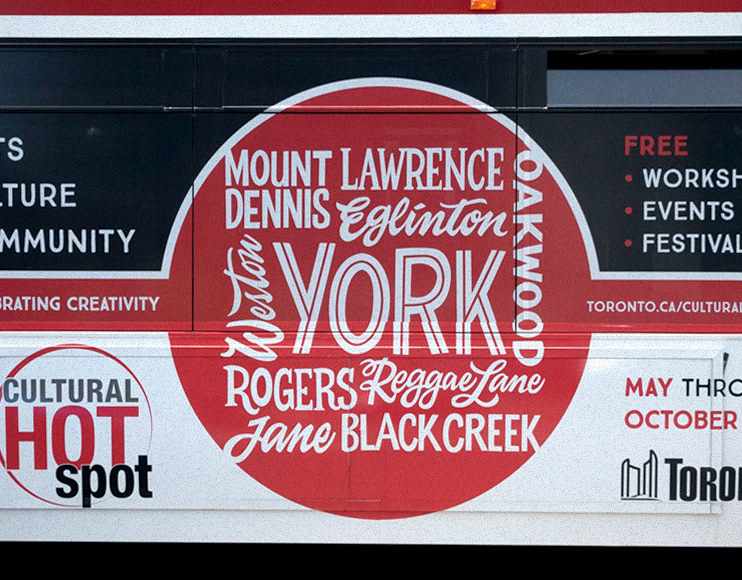 TS
LTURE
MMUNITY
BRATING CREATIVITY
CULTURAL
HOT
spot
MOUNT
DENNIS
LAWRENCE
Eglinton
OAKWOOD
Weston
YORK
ROGERS
Reggae Lane
Jane
BLACK CREEK
FREE
• WORKSH
• EVENTS
• FESTIVAL
TORONTO.CA/CULTURAL
MAY THRO
OCTOBER
TORON